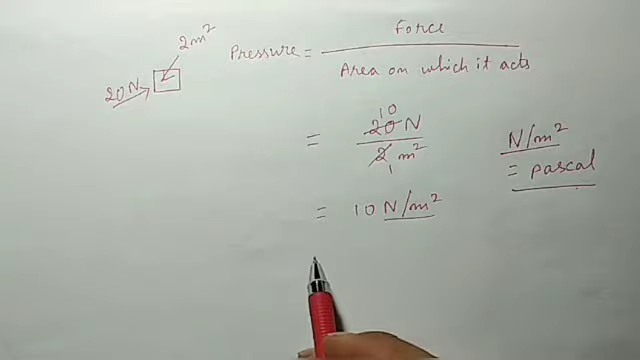 2m²
20N
Pressure = Force
Area on which it acts
= 20 N 10
2 m² 1
N/m²
= pascal
= 10 N/m²